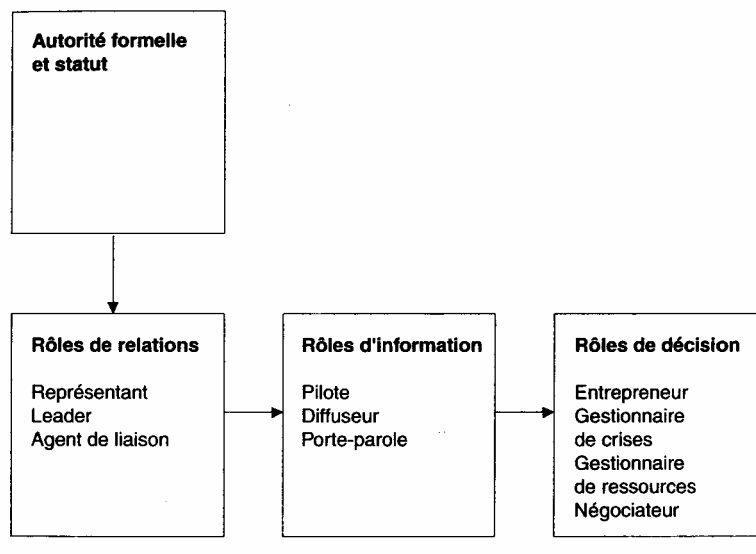 Autorité formelle
et statut
Rôles de relations
Représentant
Leader
Agent de liaison
Rôles d'information
Pilote
Diffuseur
Porte-parole
Rôles de décision
Entrepreneur
Gestionnaire
de crises
Gestionnaire
de ressources
Négociateur